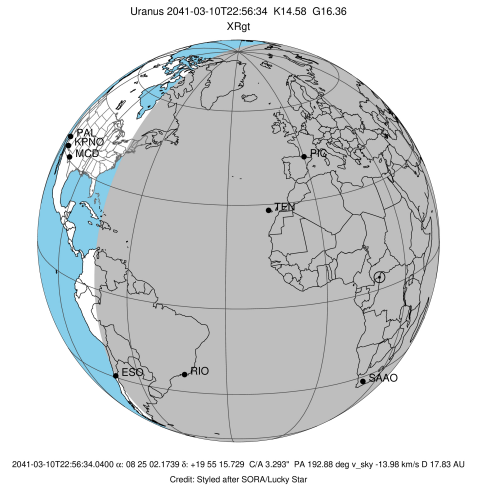 Uranus 2041-03-10T22:56:34 K14.58 G16.36
XRgt
PAL
KPNO
MCD
PIC
TEN
ESO
RIO
SAAO
2041-03-10T22:56:34.0400 α: 08 25 02.1739 δ: +19 55 15.729 C/A 3.293" PA 192.88 deg v_sky -13.98 km/s D 17.83 AU
Credit: Styled after SORA/Lucky Star